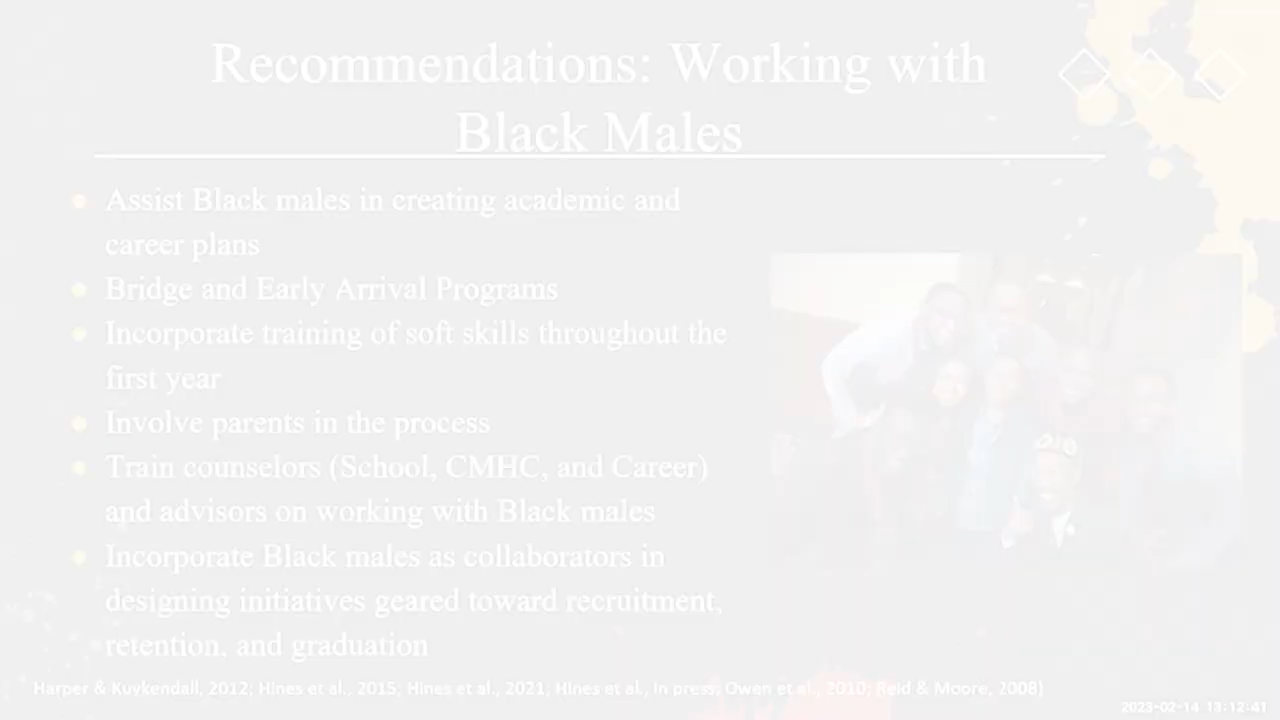 Recommendations: Working with
Black Males
Assist Black males in creating academic and
career plans
Bridge and Early Arrival Programs
Incorporate training of soft skills throughout the
first year
Involve parents in the process
Train counselors (School, CMHC, and Career)
and advisors on working with Black males
Incorporate Black males as collaborators in
designing initiatives geared toward recruitment,
retention, and graduation
Harper & Kuykendall, 2012; Hines et al., 2015; Hines et al., 2021; Hines et al., in press; Owen et al., 2010; Reid & Moore, 2008)
2023-02-14 13:12:41